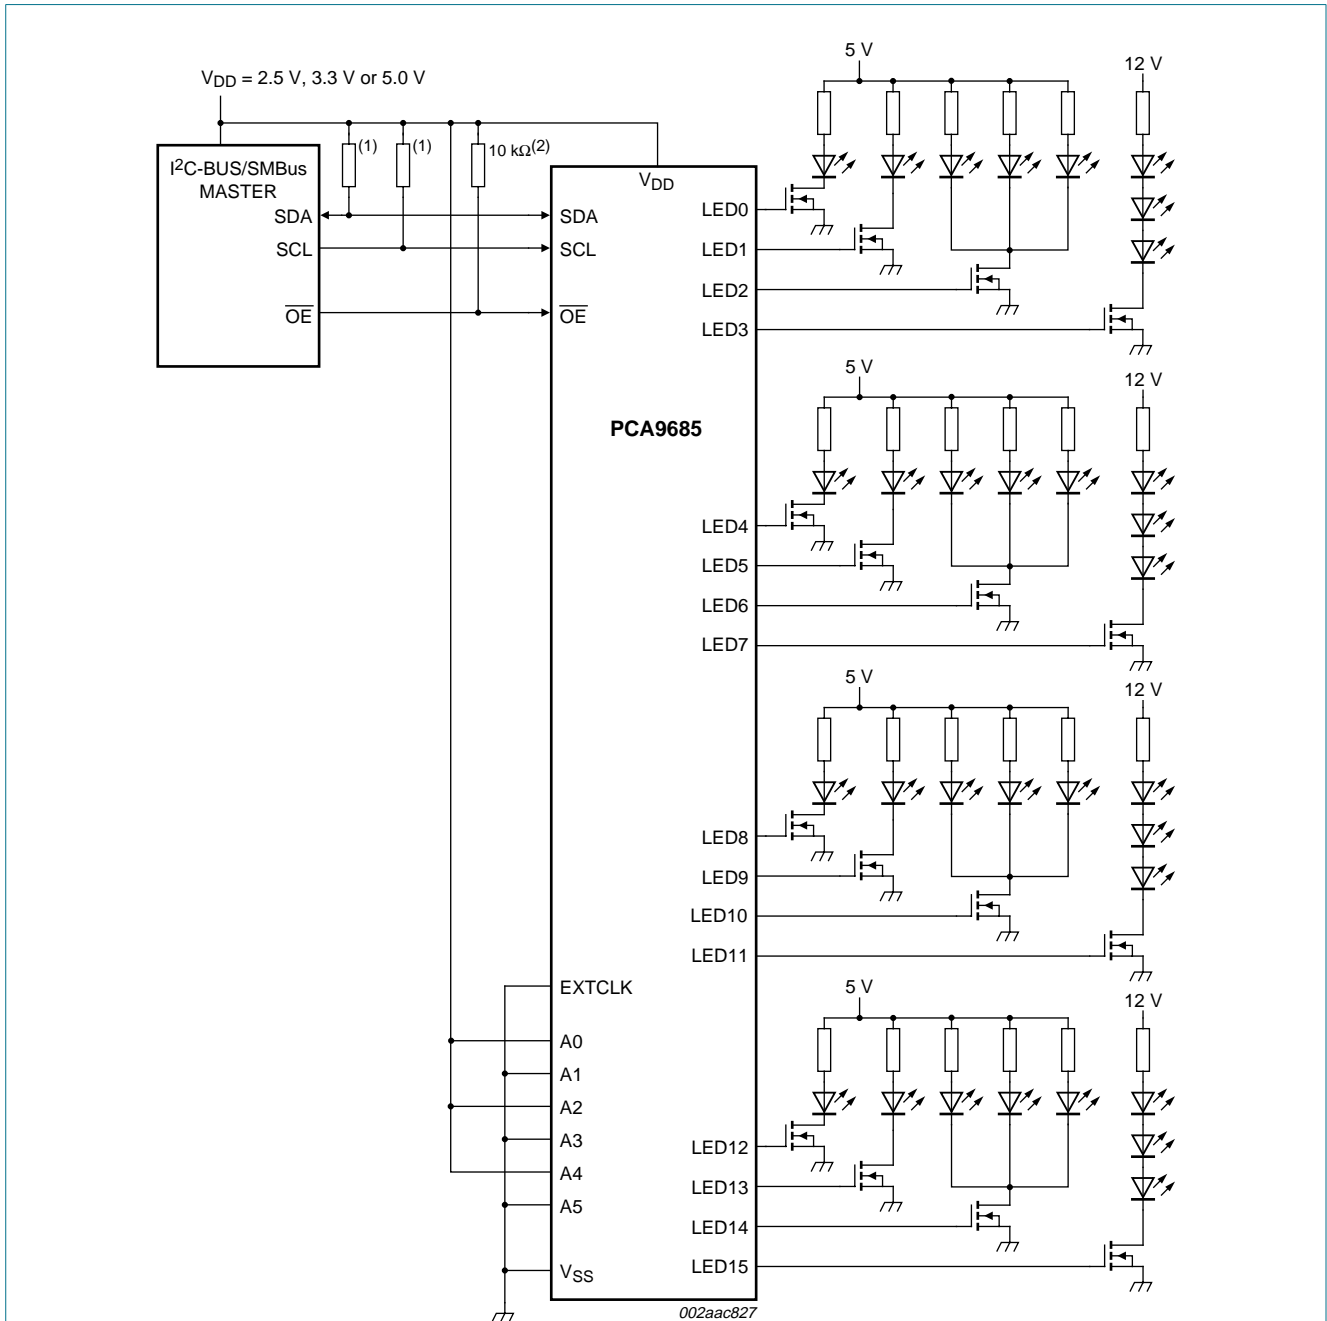 V_DD = 2.5 V, 3.3 V or 5.0 V
I²C-BUS/SMBus
MASTER
SDA
SCL
O̅E̅
(1)
(1)
10 kΩ(2)
V_DD
SDA
SCL
O̅E̅
PCA9685
EXTCLK
A0
A1
A2
A3
A4
A5
V_SS
LED0
LED1
LED2
LED3
LED4
LED5
LED6
LED7
LED8
LED9
LED10
LED11
LED12
LED13
LED14
LED15
5 V
12 V
5 V
12 V
5 V
12 V
5 V
12 V
002aac827